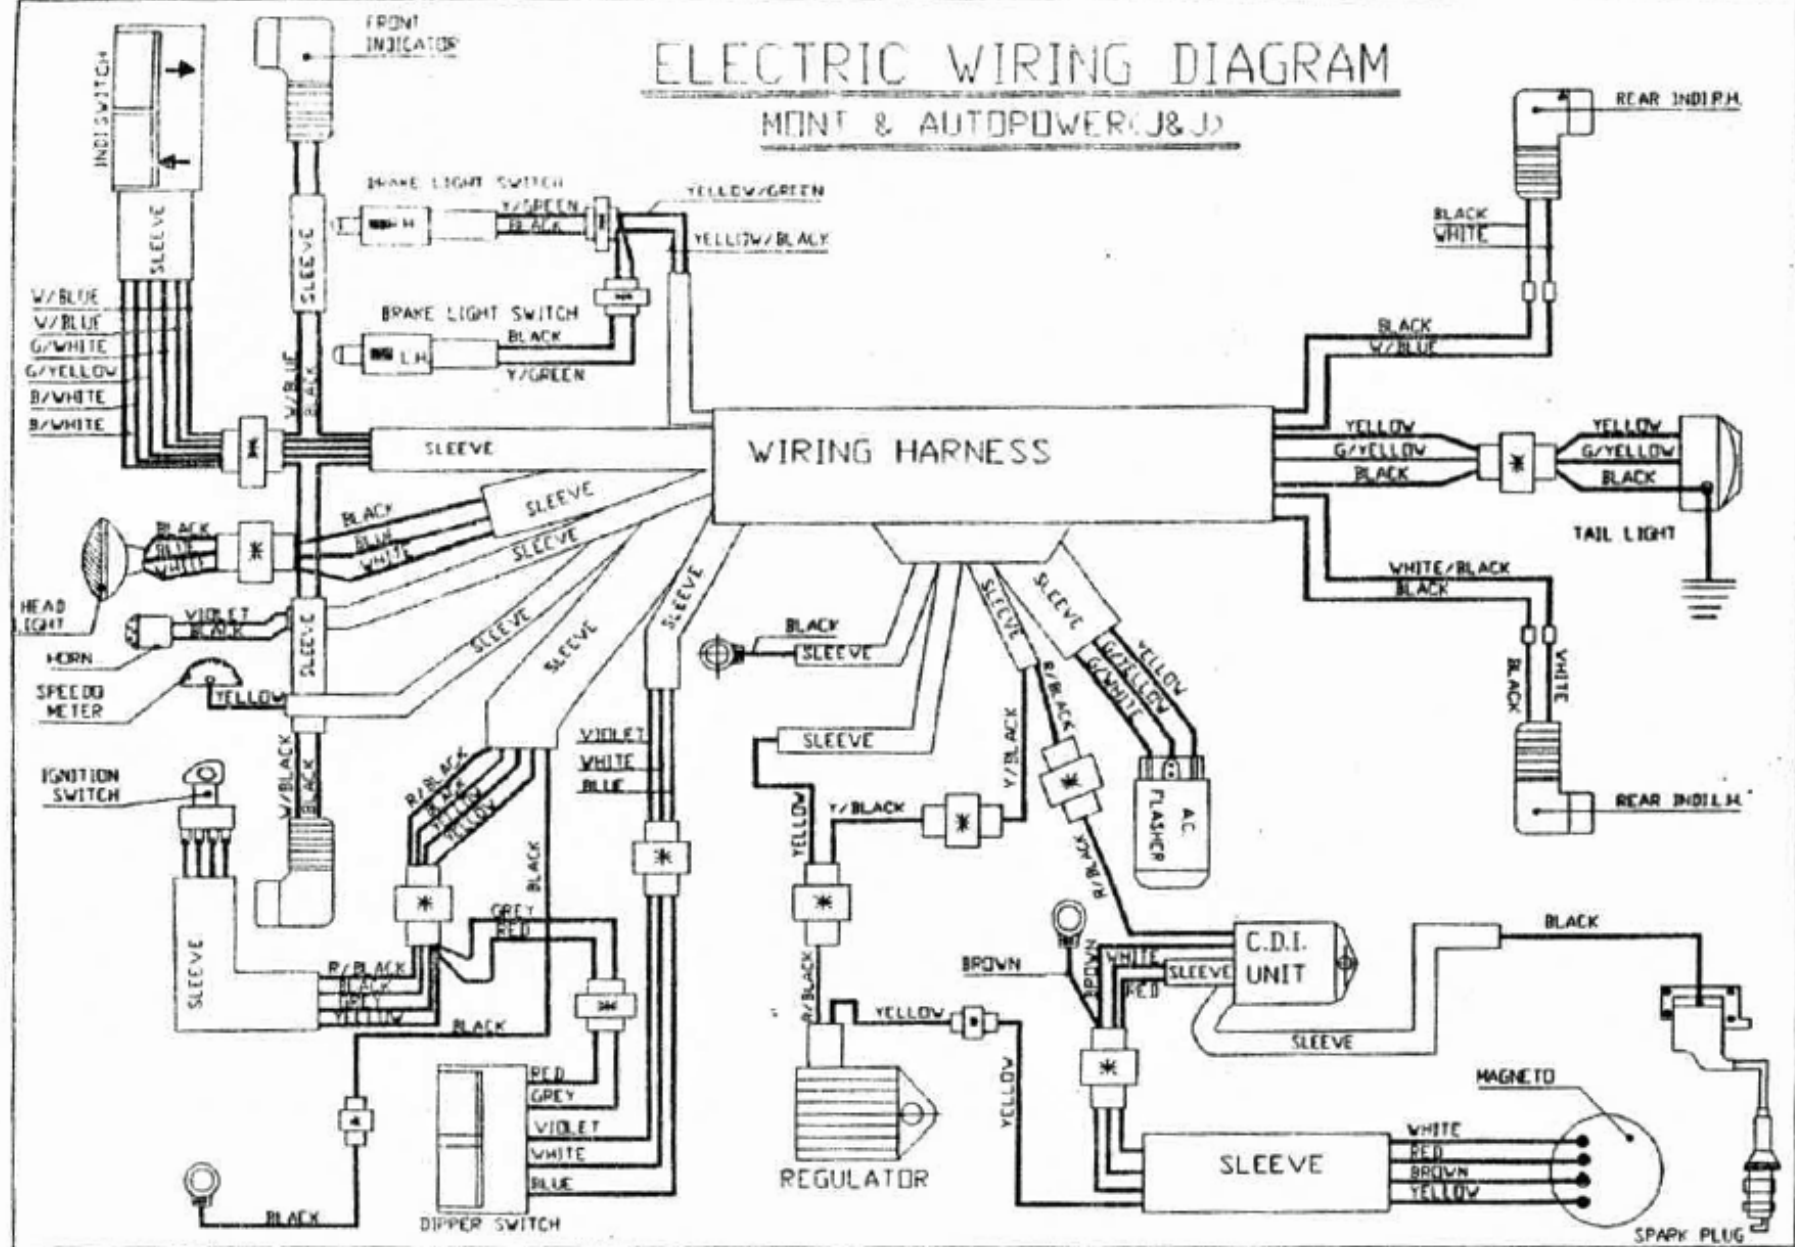 FRONT
INDICATOR
ELECTRIC WIRING DIAGRAM
MONT & AUTOPOWER(J&J)
INDI SWITCH
SLEEVE
W/BLUE
W/BLUE
G/WHITE
G/YELLOW
B/WHITE
B/WHITE
SLEEVE
W/BLUE
BLACK
BRAKE LIGHT SWITCH
Y/GREEN
BLACK
YELLOW/GREEN
YELLOW/BLACK
BRAKE LIGHT SWITCH
L.H.
BLACK
Y/GREEN
REAR INDI R.H.
BLACK
WHITE
BLACK
W/BLUE
SLEEVE
WIRING HARNESS
YELLOW
G/YELLOW
BLACK
YELLOW
G/YELLOW
BLACK
TAIL LIGHT
BLACK
BLUE
WHITE
BLACK
BLUE
WHITE
SLEEVE
SLEEVE
HEAD
LIGHT
VIOLET
BLACK
HORN
SLEEVE
SPEEDO
METER
YELLOW
SLEEVE
SLEEVE
SLEEVE
BLACK
SLEEVE
SLEEVE
SLEEVE
SLEEVE
WHITE/BLACK
BLACK
BLACK
WHITE
REAR INDI L.H.
IGNITION
SWITCH
W/BLACK
BLACK
SLEEVE
R/BLACK
BLACK
YELLOW
BLACK
VIOLET
WHITE
BLUE
GREY
RED
R/BLACK
BLACK
GREY
YELLOW
BLACK
RED
GREY
VIOLET
WHITE
BLUE
DIPPER SWITCH
BLACK
YELLOW
Y/BLACK
Y/BLACK
R/BLACK
R/BLACK
G/WHITE
G/YELLOW
YELLOW
A.C.
FLASHER
R/BLACK
YELLOW
YELLOW
REGULATOR
BROWN
BROWN
WHITE
RED
SLEEVE
C.D.I.
UNIT
SLEEVE
BLACK
MAGNETO
SLEEVE
WHITE
RED
BROWN
YELLOW
SPARK PLUG